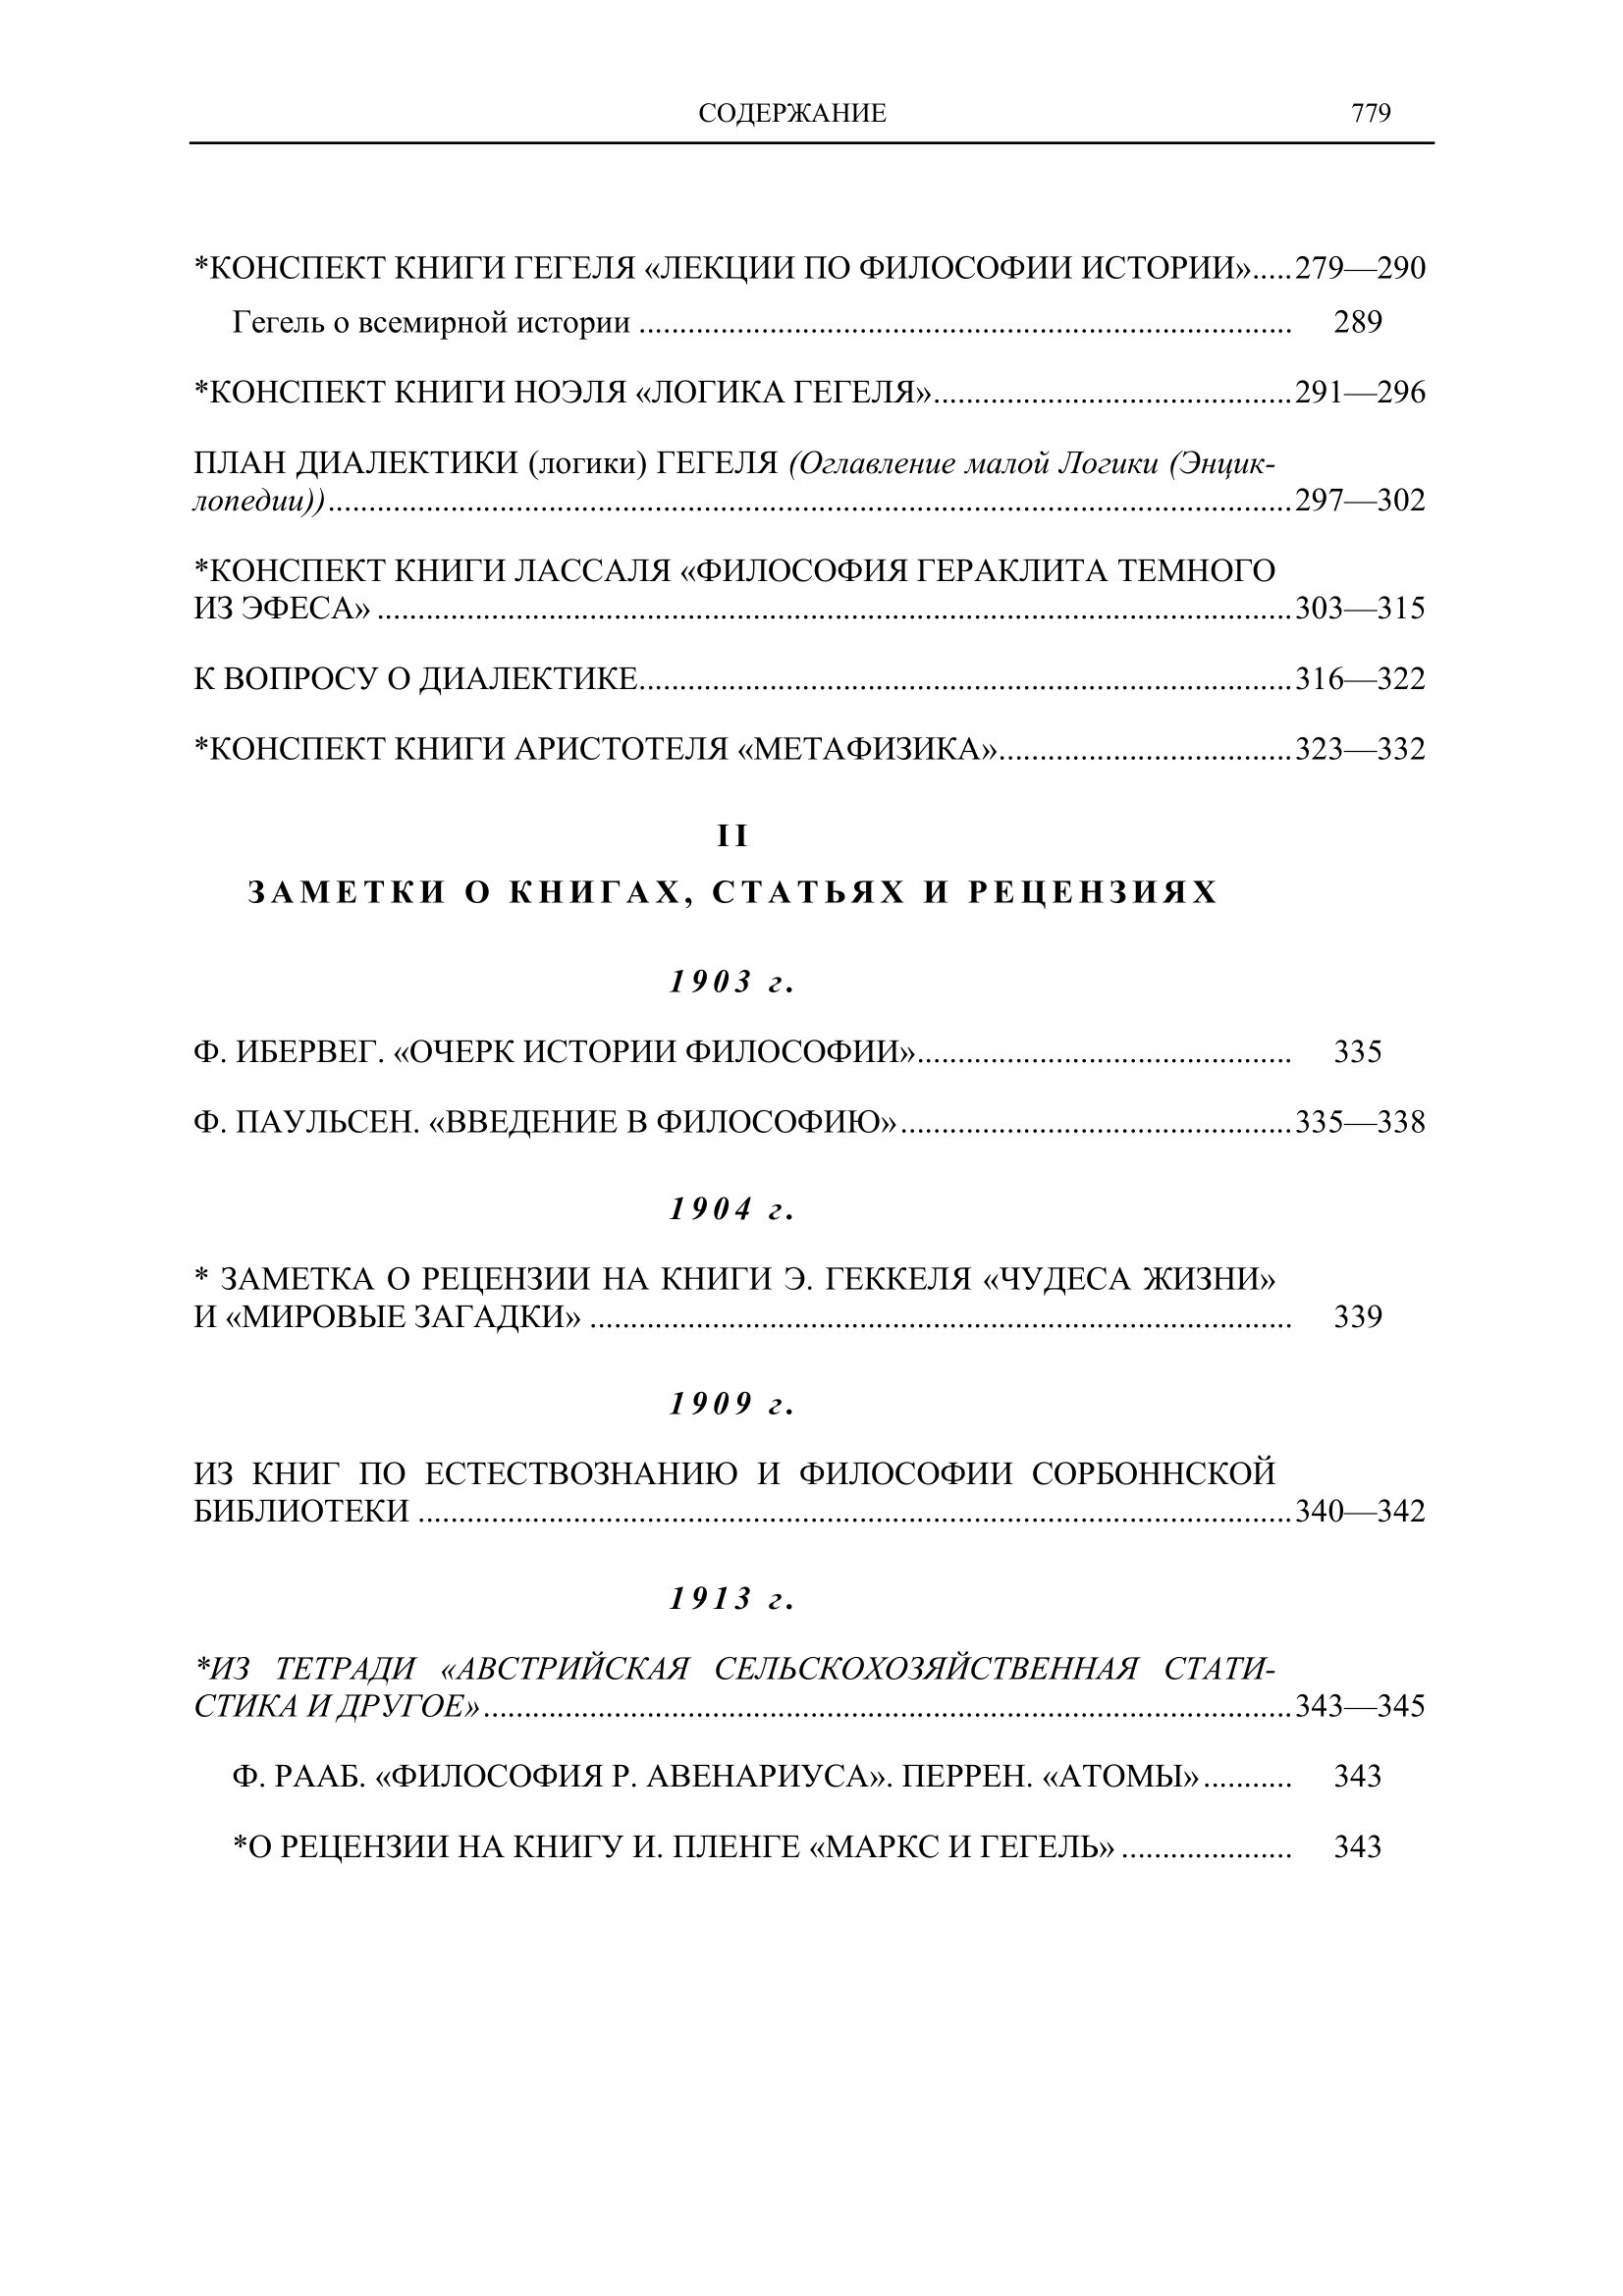 СОДЕРЖАНИЕ 779
*КОНСПЕКТ КНИГИ ГЕГЕЛЯ «ЛЕКЦИИ ПО ФИЛОСОФИИ ИСТОРИИ».....279—290
Гегель о всемирной истории ................................................................................ 289
*КОНСПЕКТ КНИГИ НОЭЛЯ «ЛОГИКА ГЕГЕЛЯ»............................................291—296
ПЛАН ДИАЛЕКТИКИ (логики) ГЕГЕЛЯ (Оглавление малой Логики (Энцик-
лопедии))......................................................................................................................297—302
*КОНСПЕКТ КНИГИ ЛАССАЛЯ «ФИЛОСОФИЯ ГЕРАКЛИТА ТЕМНОГО
ИЗ ЭФЕСА» ................................................................................................................303—315
К ВОПРОСУ О ДИАЛЕКТИКЕ................................................................................316—322
*КОНСПЕКТ КНИГИ АРИСТОТЕЛЯ «МЕТАФИЗИКА»....................................323—332
II
ЗАМЕТКИ О КНИГАХ, СТАТЬЯХ И РЕЦЕНЗИЯХ
1903 г.
Ф. ИБЕРВЕГ. «ОЧЕРК ИСТОРИИ ФИЛОСОФИИ».............................................. 335
Ф. ПАУЛЬСЕН. «ВВЕДЕНИЕ В ФИЛОСОФИЮ»................................................335—338
1904 г.
* ЗАМЕТКА О РЕЦЕНЗИИ НА КНИГИ Э. ГЕККЕЛЯ «ЧУДЕСА ЖИЗНИ»
И «МИРОВЫЕ ЗАГАДКИ» ...................................................................................... 339
1909 г.
ИЗ КНИГ ПО ЕСТЕСТВОЗНАНИЮ И ФИЛОСОФИИ СОРБОННСКОЙ
БИБЛИОТЕКИ ...........................................................................................................340—342
1913 г.
*ИЗ ТЕТРАДИ «АВСТРИЙСКАЯ СЕЛЬСКОХОЗЯЙСТВЕННАЯ СТАТИ-
СТИКА И ДРУГОЕ»...................................................................................................343—345
Ф. РААБ. «ФИЛОСОФИЯ Р. АВЕНАРИУСА». ПЕРРЕН. «АТОМЫ»........... 343
*О РЕЦЕНЗИИ НА КНИГУ И. ПЛЕНГЕ «МАРКС И ГЕГЕЛЬ» ..................... 343